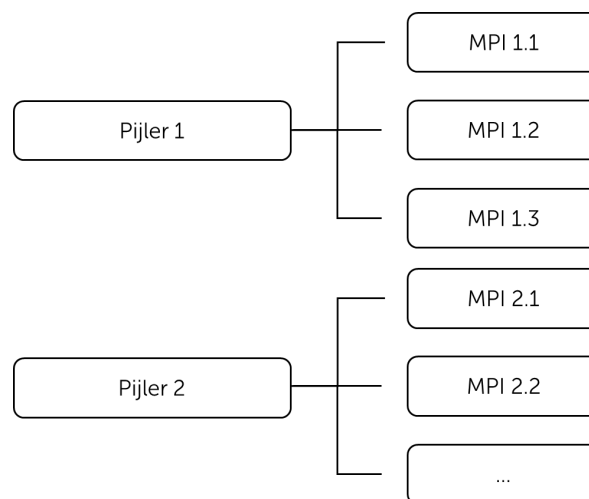 Pijler 1
MPI 1.1
MPI 1.2
MPI 1.3
Pijler 2
MPI 2.1
MPI 2.2
...